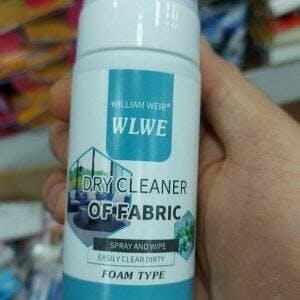 WILLIAM WEIR®
WLWE
DRY CLEANER
OF FABRIC
SPRAY AND WIPE
EASILY CLEAR DIRTY
FOAM TYPE